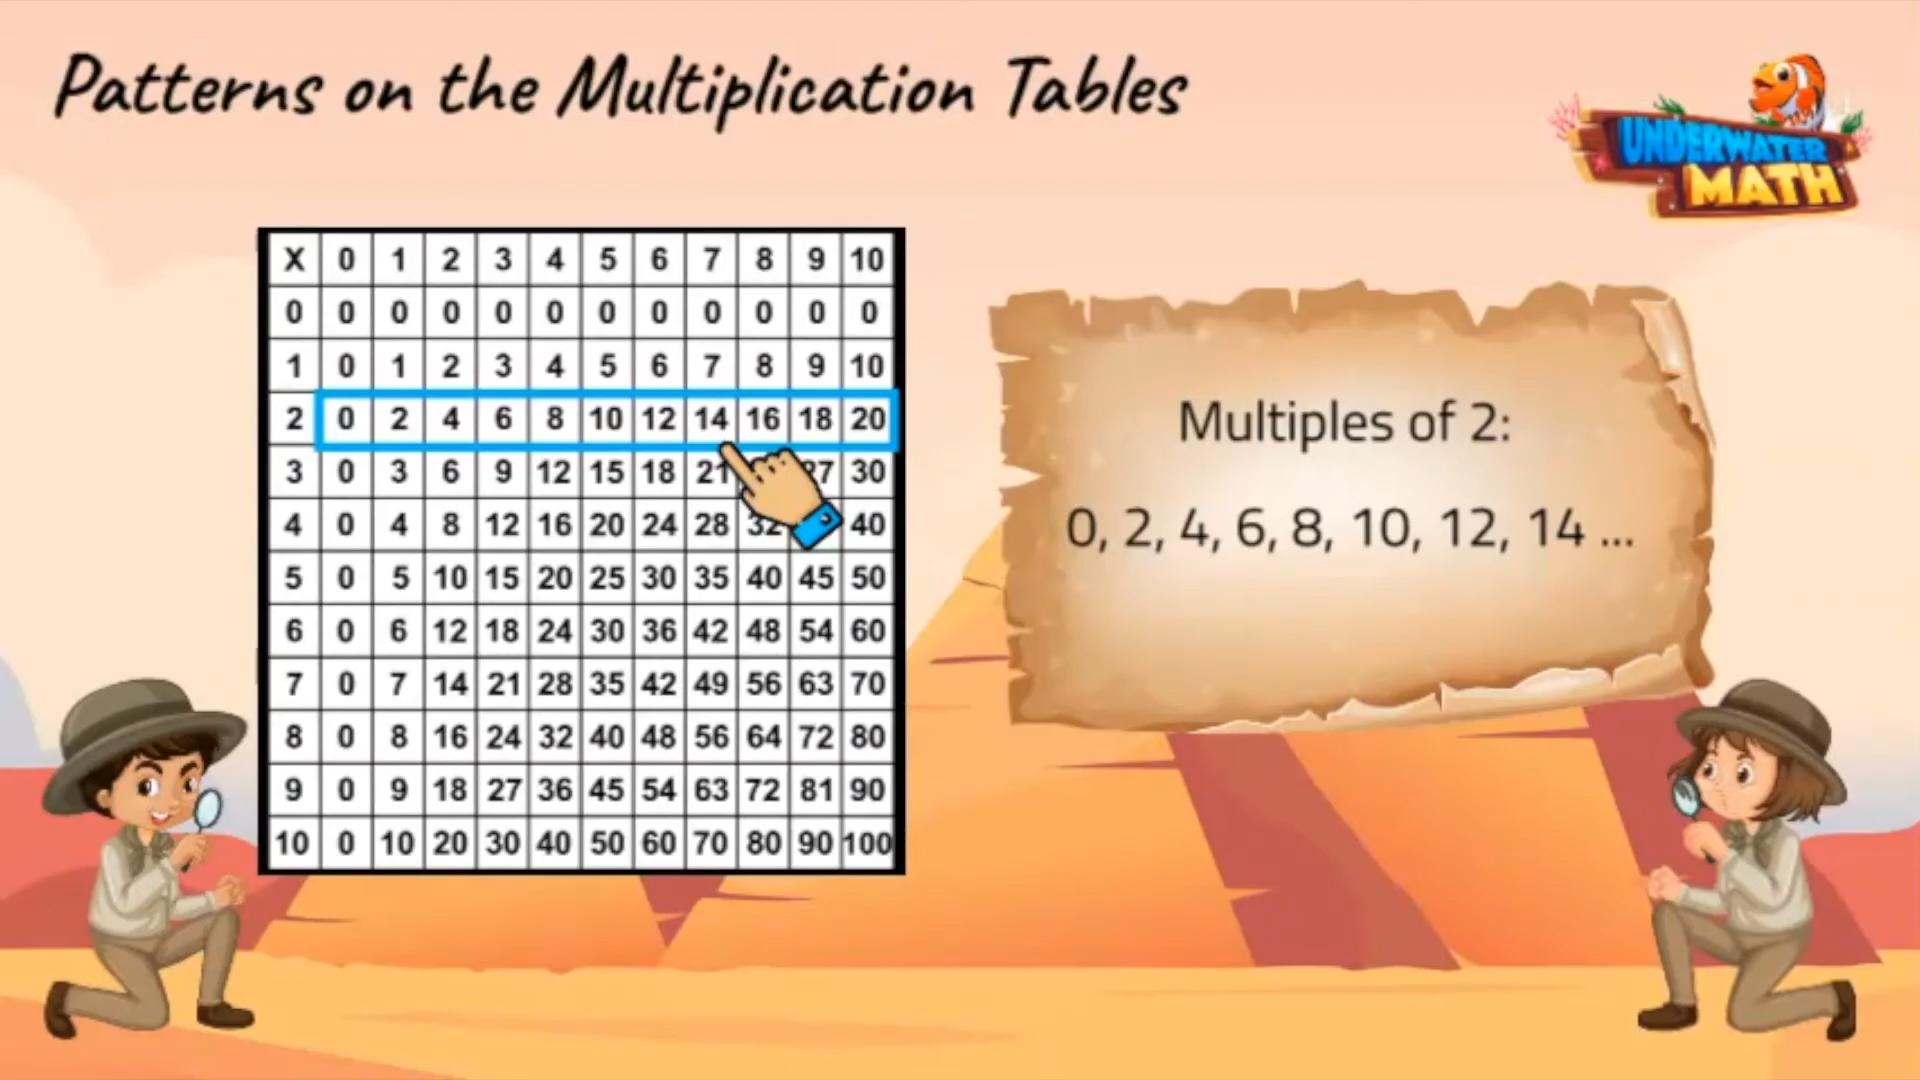 Patterns on the Multiplication Tables
UNDERWATER
MATH
X 0 1 2 3 4 5 6 7 8 9 10
0 0 0 0 0 0 0 0 0 0 0 0
1 0 1 2 3 4 5 6 7 8 9 10
2 0 2 4 6 8 10 12 14 16 18 20
3 0 3 6 9 12 15 18 21 27 30
4 0 4 8 12 16 20 24 28 32 40
5 0 5 10 15 20 25 30 35 40 45 50
6 0 6 12 18 24 30 36 42 48 54 60
7 0 7 14 21 28 35 42 49 56 63 70
8 0 8 16 24 32 40 48 56 64 72 80
9 0 9 18 27 36 45 54 63 72 81 90
10 0 10 20 30 40 50 60 70 80 90 100
Multiples of 2:
0, 2, 4, 6, 8, 10, 12, 14 ...